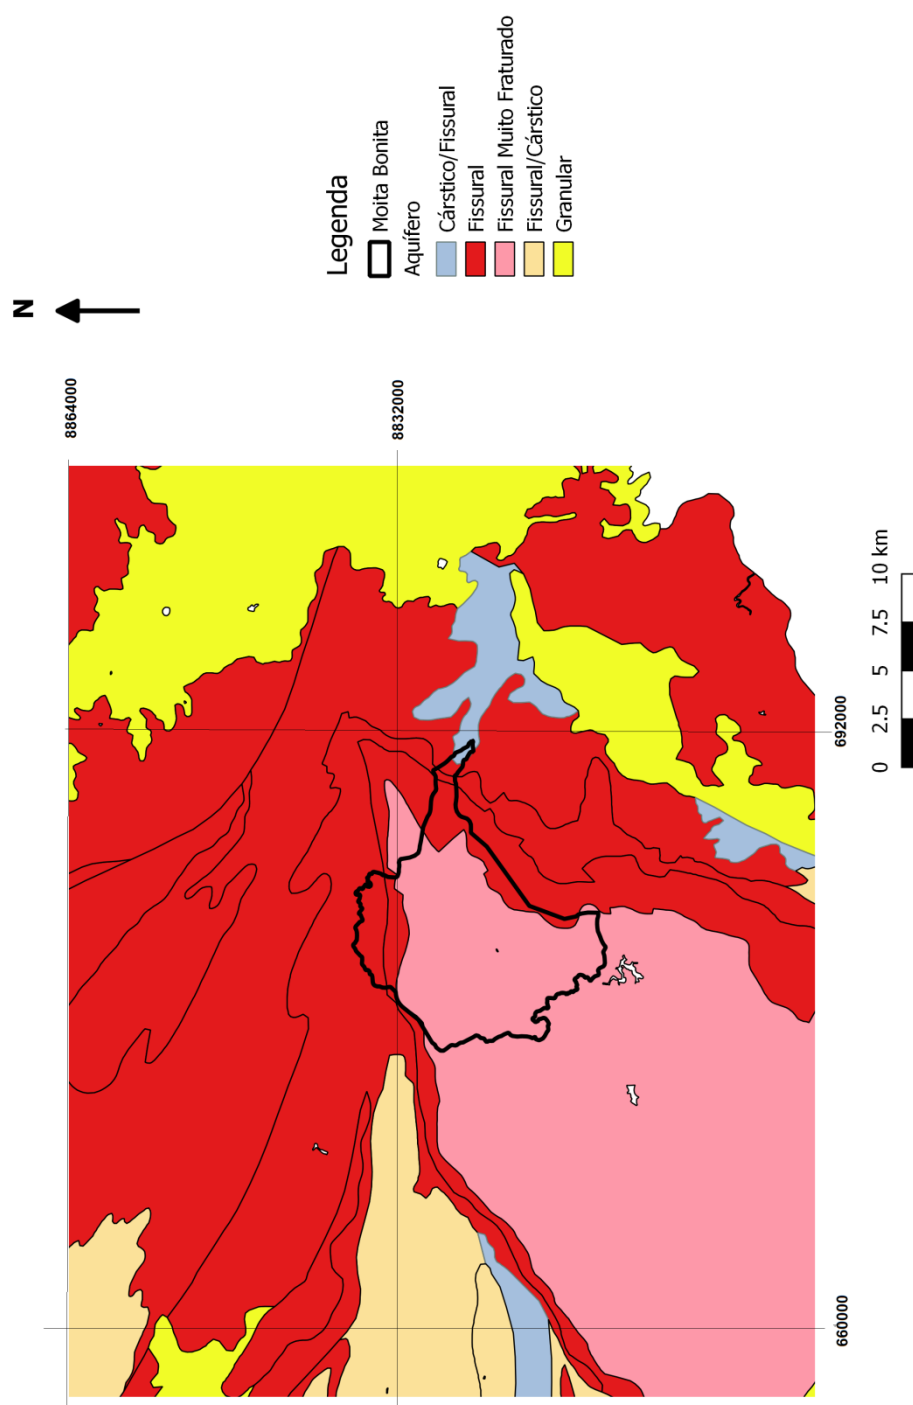 N
Legenda
Moita Bonita
Aquífero
Cárstico/Fissural
Fissural
Fissural Muito Fraturado
Fissural/Cárstico
Granular
8864000
8832000
660000
692000
0 2.5 5 7.5 10 km